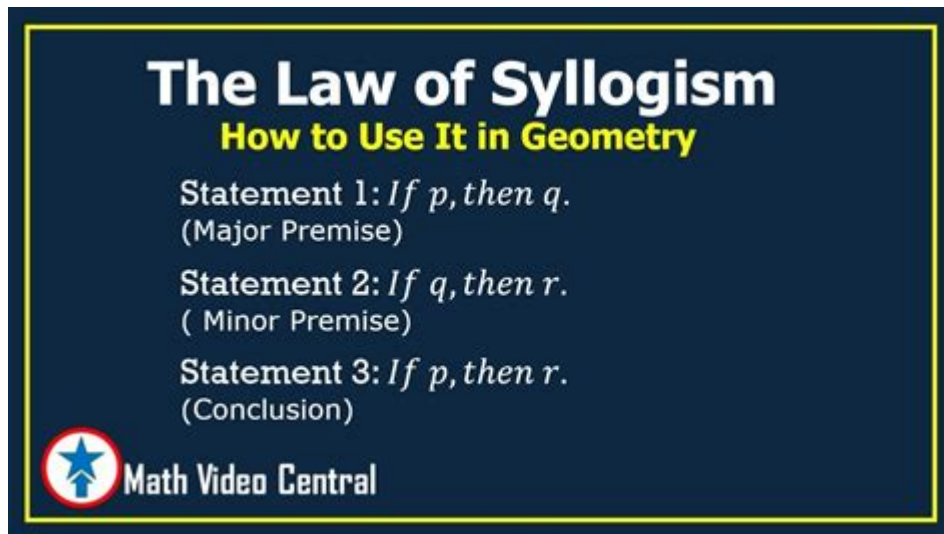 The Law of Syllogism
How to Use It in Geometry
Statement 1: If p, then q.
(Major Premise)
Statement 2: If q, then r.
( Minor Premise)
Statement 3: If p, then r.
(Conclusion)
Math Video Central